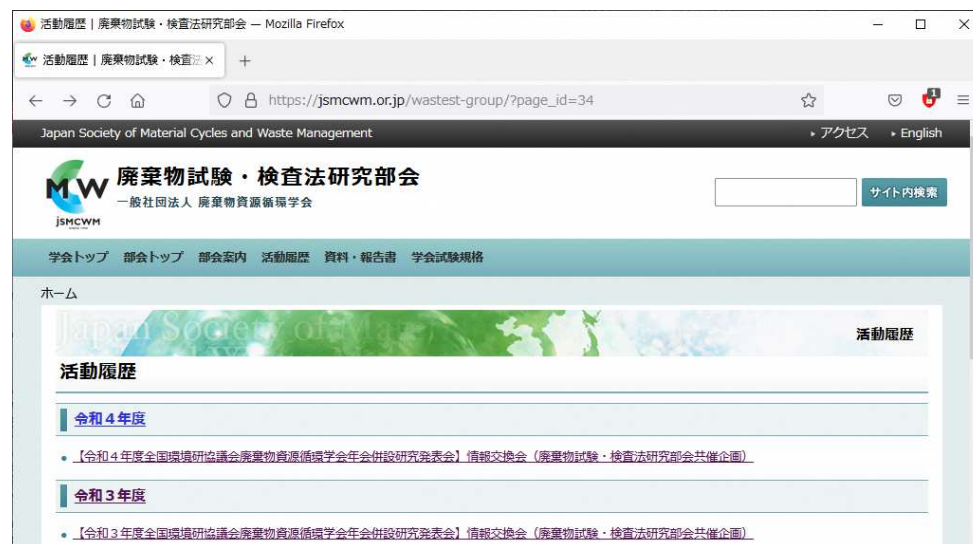 活動履歴 | 廃棄物試験・検査法研究部会 — Mozilla Firefox
活動履歴 | 廃棄物試験・検査法
https://jsmcwm.or.jp/wastest-group/?page_id=34
1
Japan Society of Material Cycles and Waste Management
アクセス English
MW
jsmcwm
廃棄物試験・検査法研究部会
一般社団法人 廃棄物資源循環学会
サイト内検索
学会トップ 部会トップ 部会案内 活動履歴 資料・報告書 学会試験規格
ホーム
Japan Society of Mat
活動履歴
活動履歴
令和4年度
【令和4年度全国環境研協議会廃棄物資源循環学会年会併設研究発表会】情報交換会（廃棄物試験・検査法研究部会共催企画）
令和3年度
【令和3年度全国環境研協議会廃棄物資源循環学会年会併設研究発表会】情報交換会（廃棄物試験・検査法研究部会共催企画）